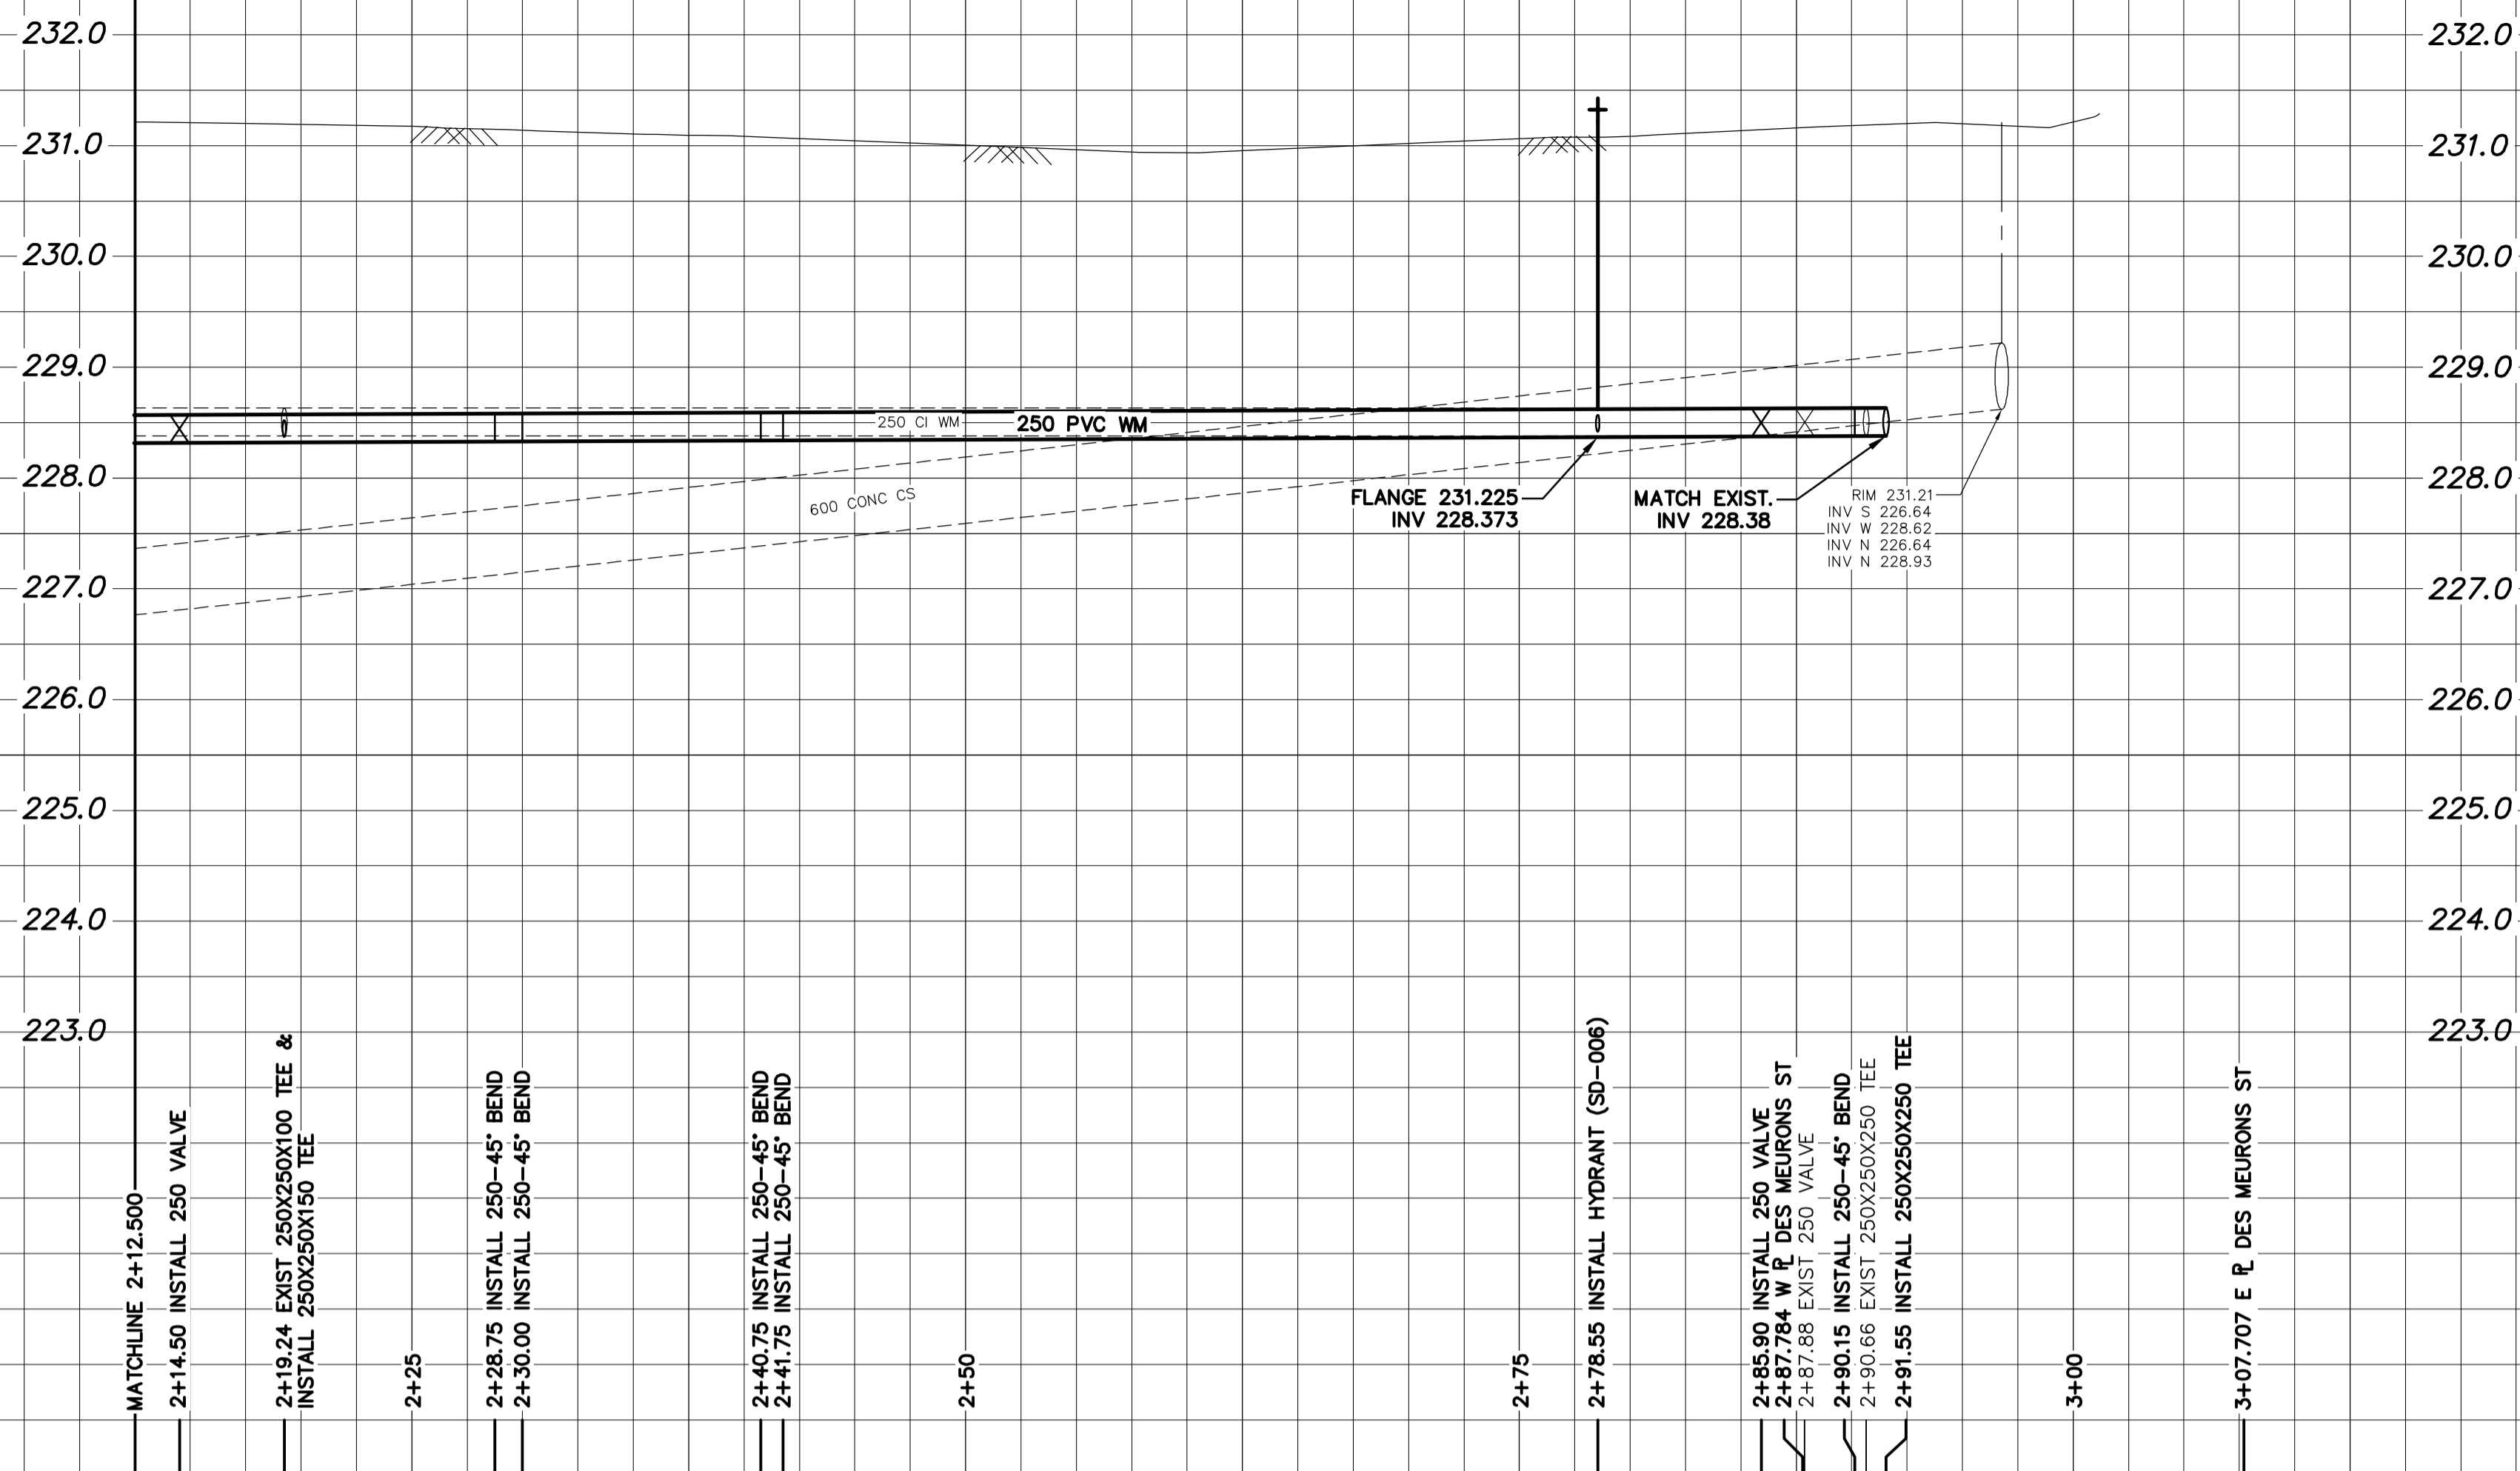 232.0
232.0
231.0
231.0
230.0
230.0
229.0
229.0
250 CI WM
250 PVC WM
228.0
228.0
600 CONC CS
FLANGE 231.225
INV 228.373
MATCH EXIST.
INV 228.38
RIM 231.21
INV S 226.64
INV W 228.62
INV N 226.64
INV N 228.93
227.0
227.0
226.0
226.0
225.0
225.0
224.0
224.0
223.0
223.0
MATCHLINE 2+12.500
2+14.50 INSTALL 250 VALVE
2+19.24 EXIST 250X250X100 TEE &
INSTALL 250X250X150 TEE
2+25
2+28.75 INSTALL 250-45° BEND
2+30.00 INSTALL 250-45° BEND
2+40.75 INSTALL 250-45° BEND
2+41.75 INSTALL 250-45° BEND
2+50
2+75
2+78.55 INSTALL HYDRANT (SD-006)
2+85.90 INSTALL 250 VALVE
2+87.784 W PL DES MEURONS ST
2+87.88 EXIST 250 VALVE
2+90.15 INSTALL 250-45° BEND
2+90.66 EXIST 250X250X250 TEE
2+91.55 INSTALL 250X250X250 TEE
3+00
3+07.707 E PL DES MEURONS ST